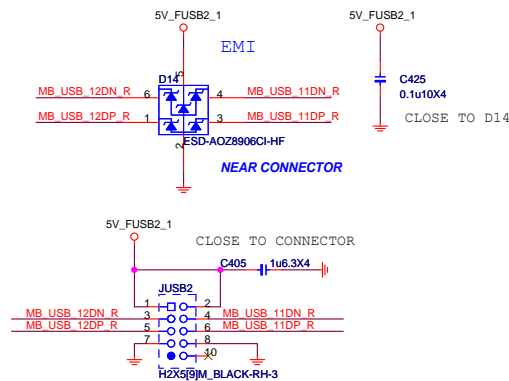 5V_FUSB2_1
5V_FUSB2_1
EMI
D14
5
C425
0.1u10X4
MB_USB_12DN_R
6
4
MB_USB_11DN_R
MB_USB_12DP_R
1
3
MB_USB_11DP_R
CLOSE TO D14
ESD-AOZ8906CI-HF
2
NEAR CONNECTOR
5V_FUSB2_1
CLOSE TO CONNECTOR
C405
1u6.3X4
JUSB2
1
2
MB_USB_12DN_R
3
4
MB_USB_11DN_R
MB_USB_12DP_R
5
6
MB_USB_11DP_R
7
8
10
H2X5[9]M_BLACK-RH-3